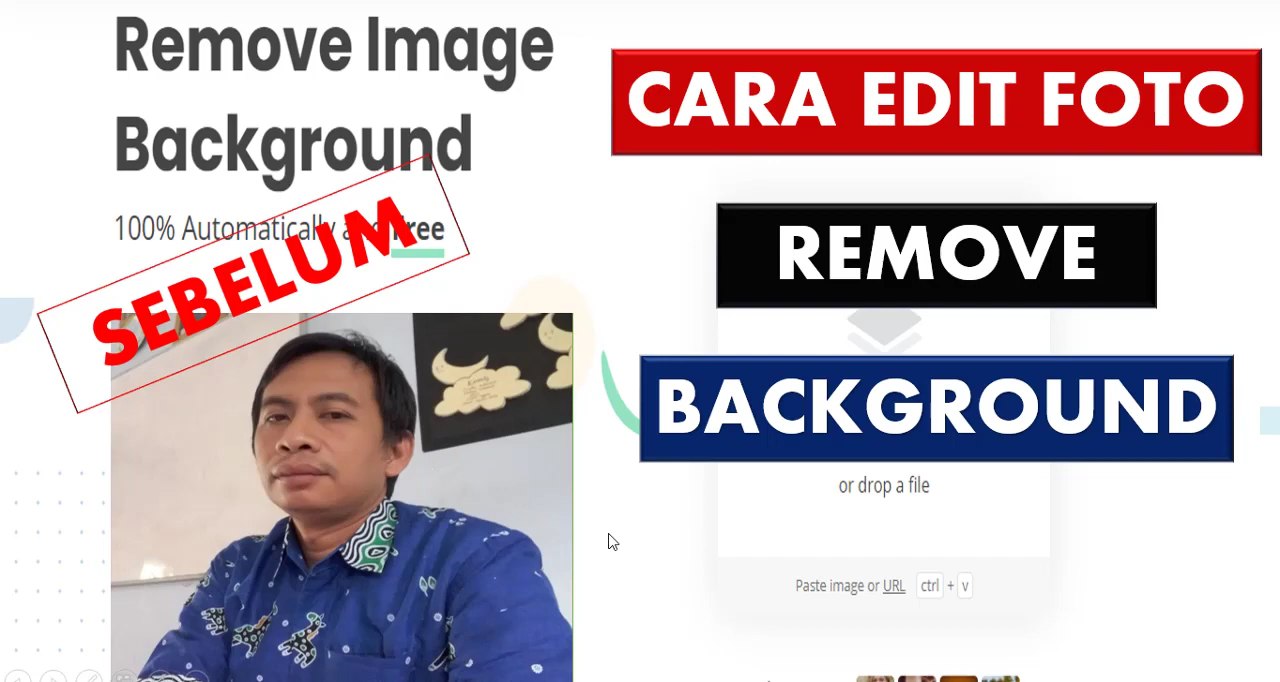 Remove Image
Background
100% Automatically and Free
SEBELUM
CARA EDIT FOTO
REMOVE
BACKGROUND
or drop a file
Paste image or URL ctrl + v